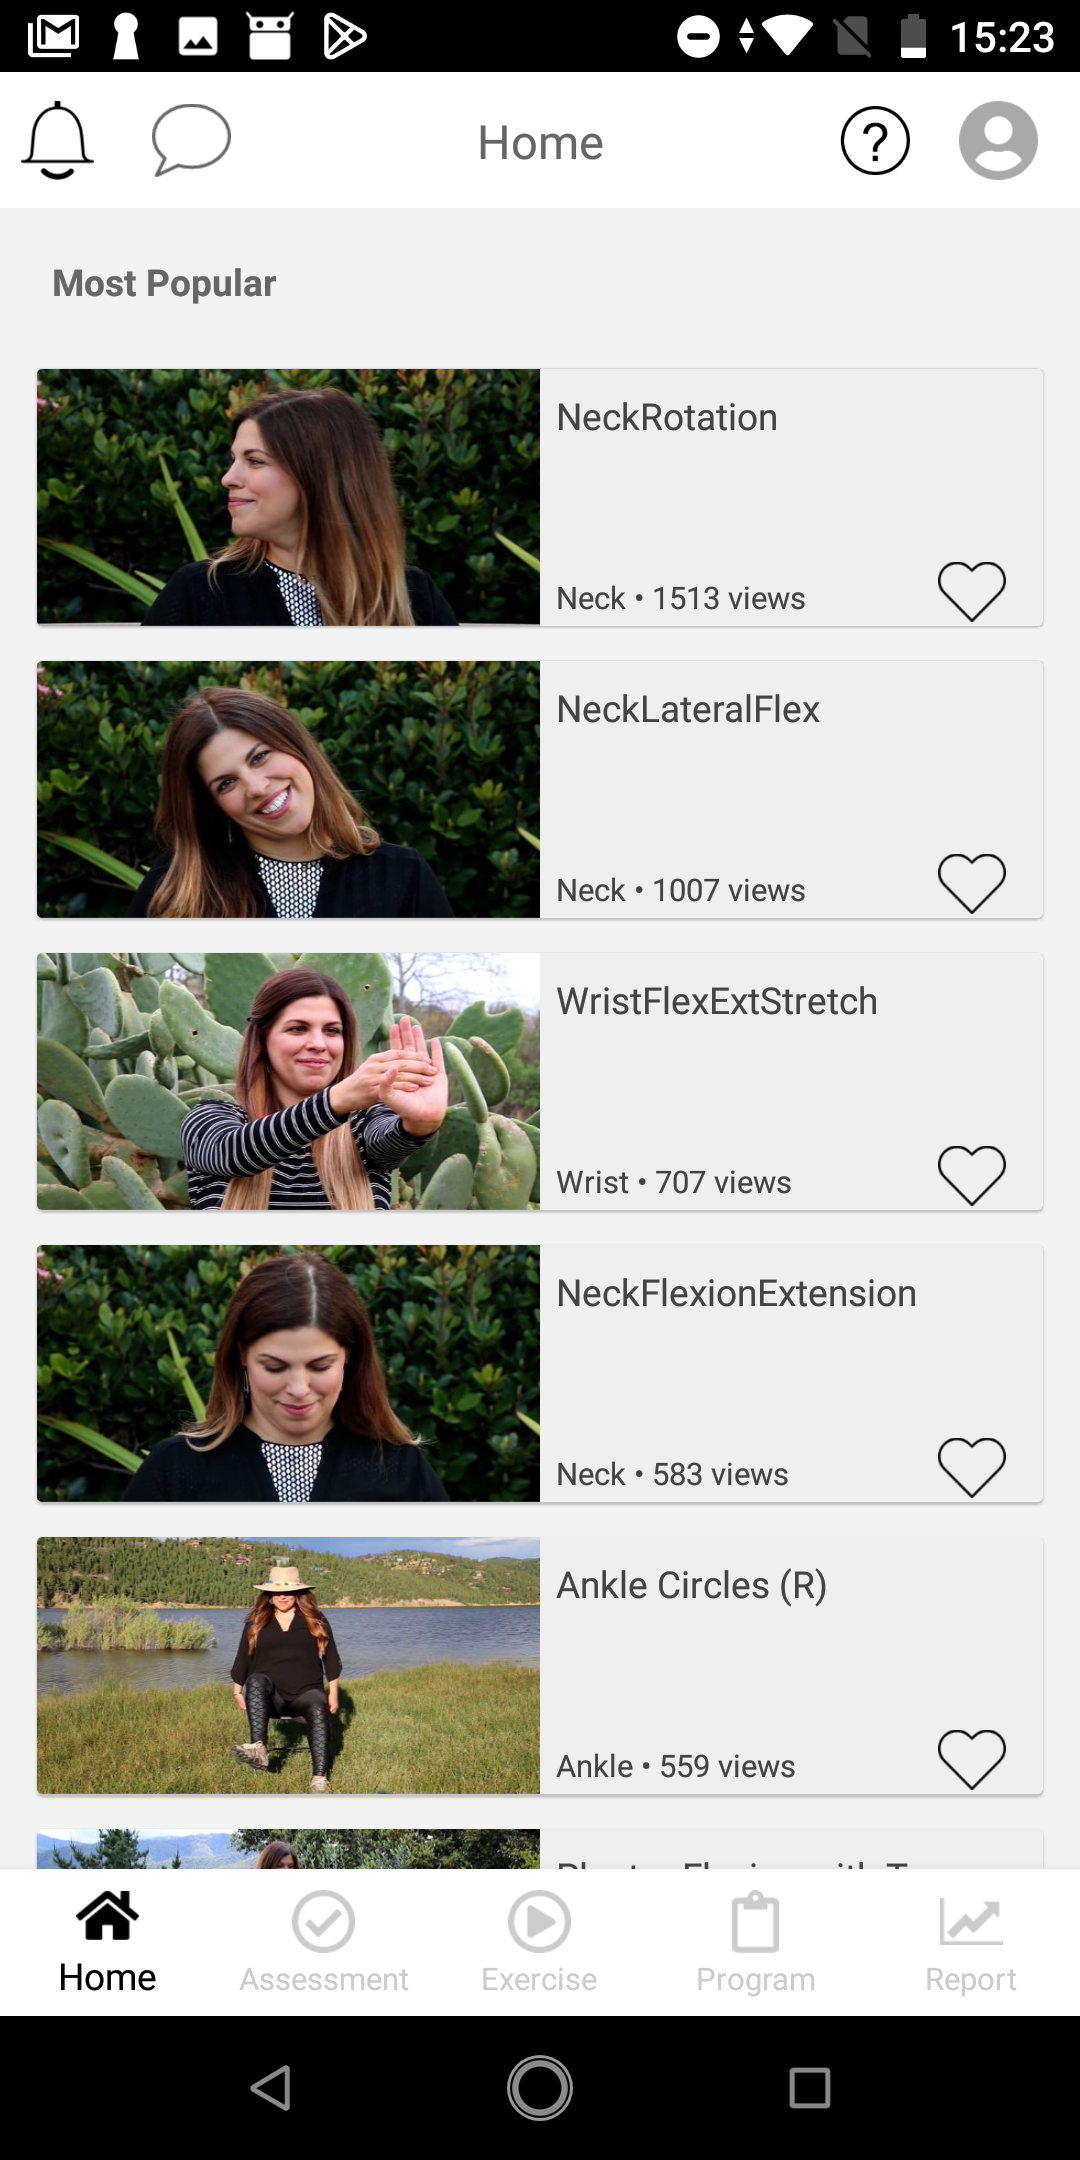 15:23
Home
Most Popular
NeckRotation
Neck • 1513 views
NeckLateralFlex
Neck • 1007 views
WristFlexExtStretch
Wrist • 707 views
NeckFlexionExtension
Neck • 583 views
Ankle Circles (R)
Ankle • 559 views
Home
Assessment
Exercise
Program
Report